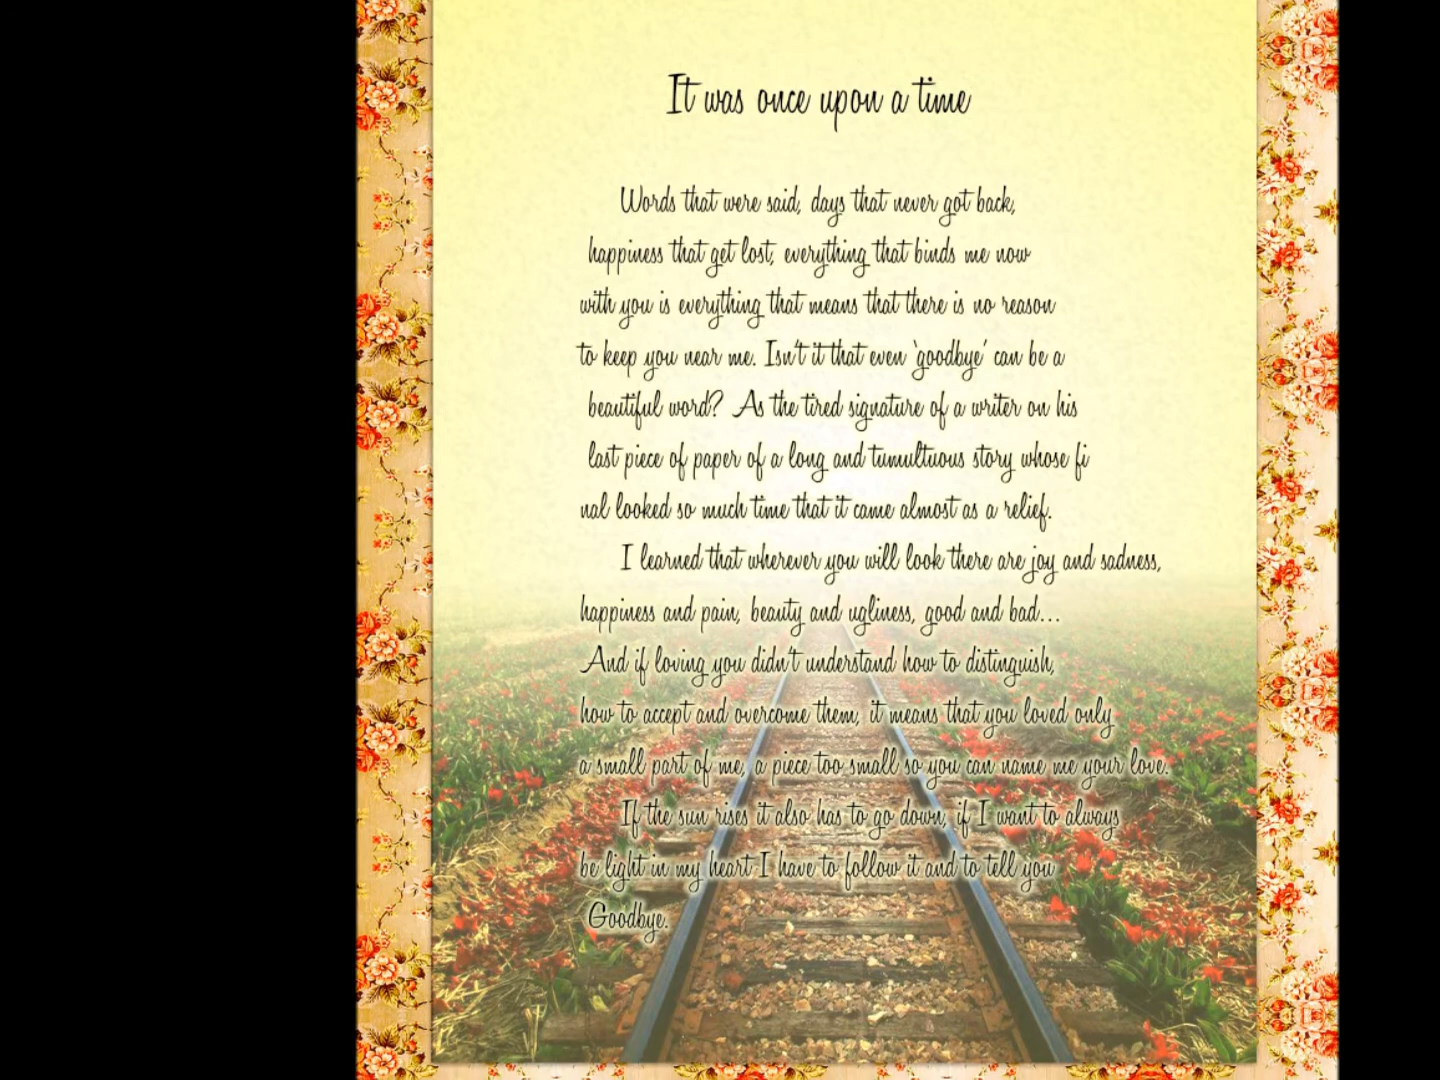 It was once upon a time
Words that were said, days that never got back,
happiness that get lost, everything that binds me now
with you is everything that means that there is no reason
to keep you near me. Isn't it that even 'goodbye' can be a
beautiful word? As the tired signature of a writer on his
last piece of paper of a long and tumultuous story whose fi
nal looked so much time that it came almost as a relief.
I learned that wherever you will look there are joy and sadness,
happiness and pain, beauty and ugliness, good and bad...
And if loving you didn't understand how to distinguish,
how to accept and overcome them, it means that you loved only
a small part of me, a piece too small so you can name me your love.
If the sun rises it also has to go down, if I want to always
be light in my heart I have to follow it and to tell you
Goodbye.